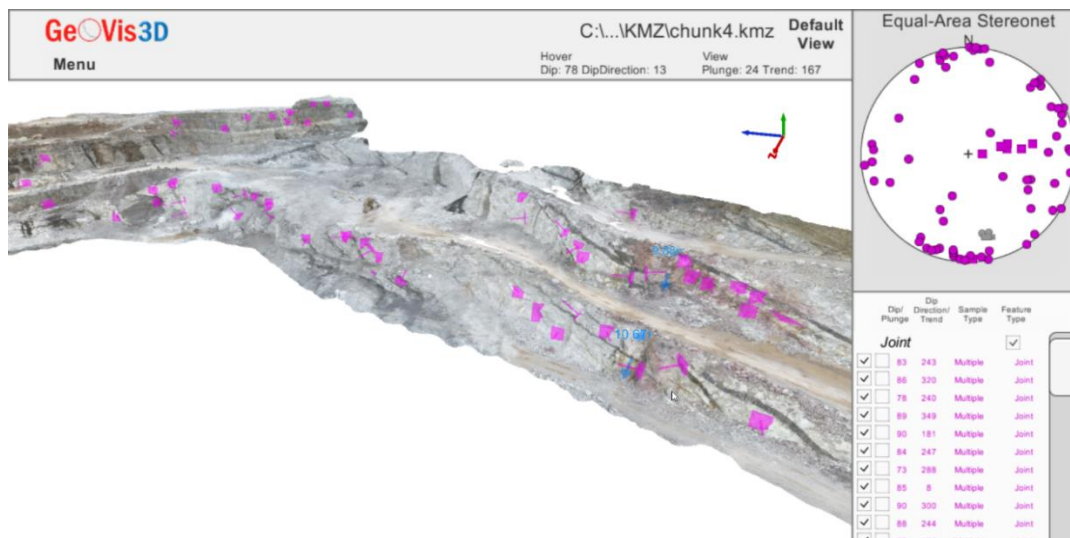 GeoVis3D
Menu
C:\...\KMZ\chunk4.kmz
Default
View
Hover
Dip: 78 DipDirection: 13
View
Plunge: 24 Trend: 167
Equal-Area Stereonet
N
Dip/
Plunge
Dip
Direction/
Trend
Sample
Type
Feature
Type
Joint
83 243 Multiple Joint
86 320 Multiple Joint
78 240 Multiple Joint
89 349 Multiple Joint
90 181 Multiple Joint
84 247 Multiple Joint
73 288 Multiple Joint
85 8 Multiple Joint
90 300 Multiple Joint
88 244 Multiple Joint